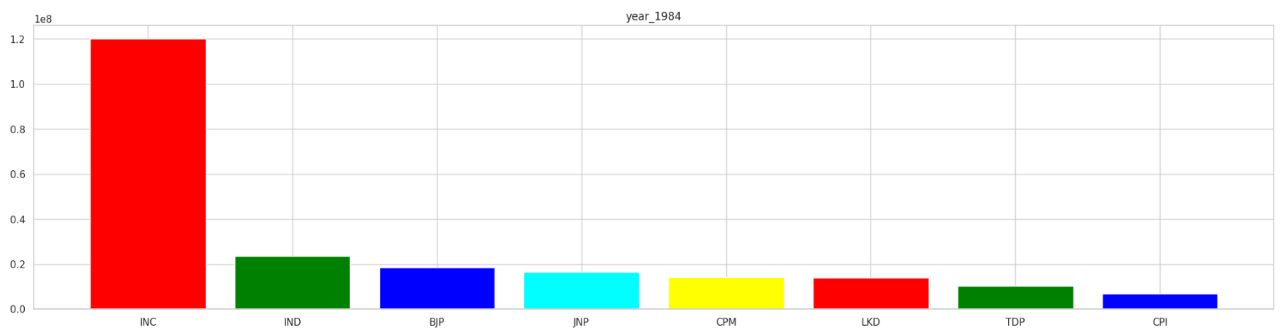 year_1984
1e8
1.2
1.0
0.8
0.6
0.4
0.2
0.0
INC IND BJP JNP CPM LKD TDP CPI